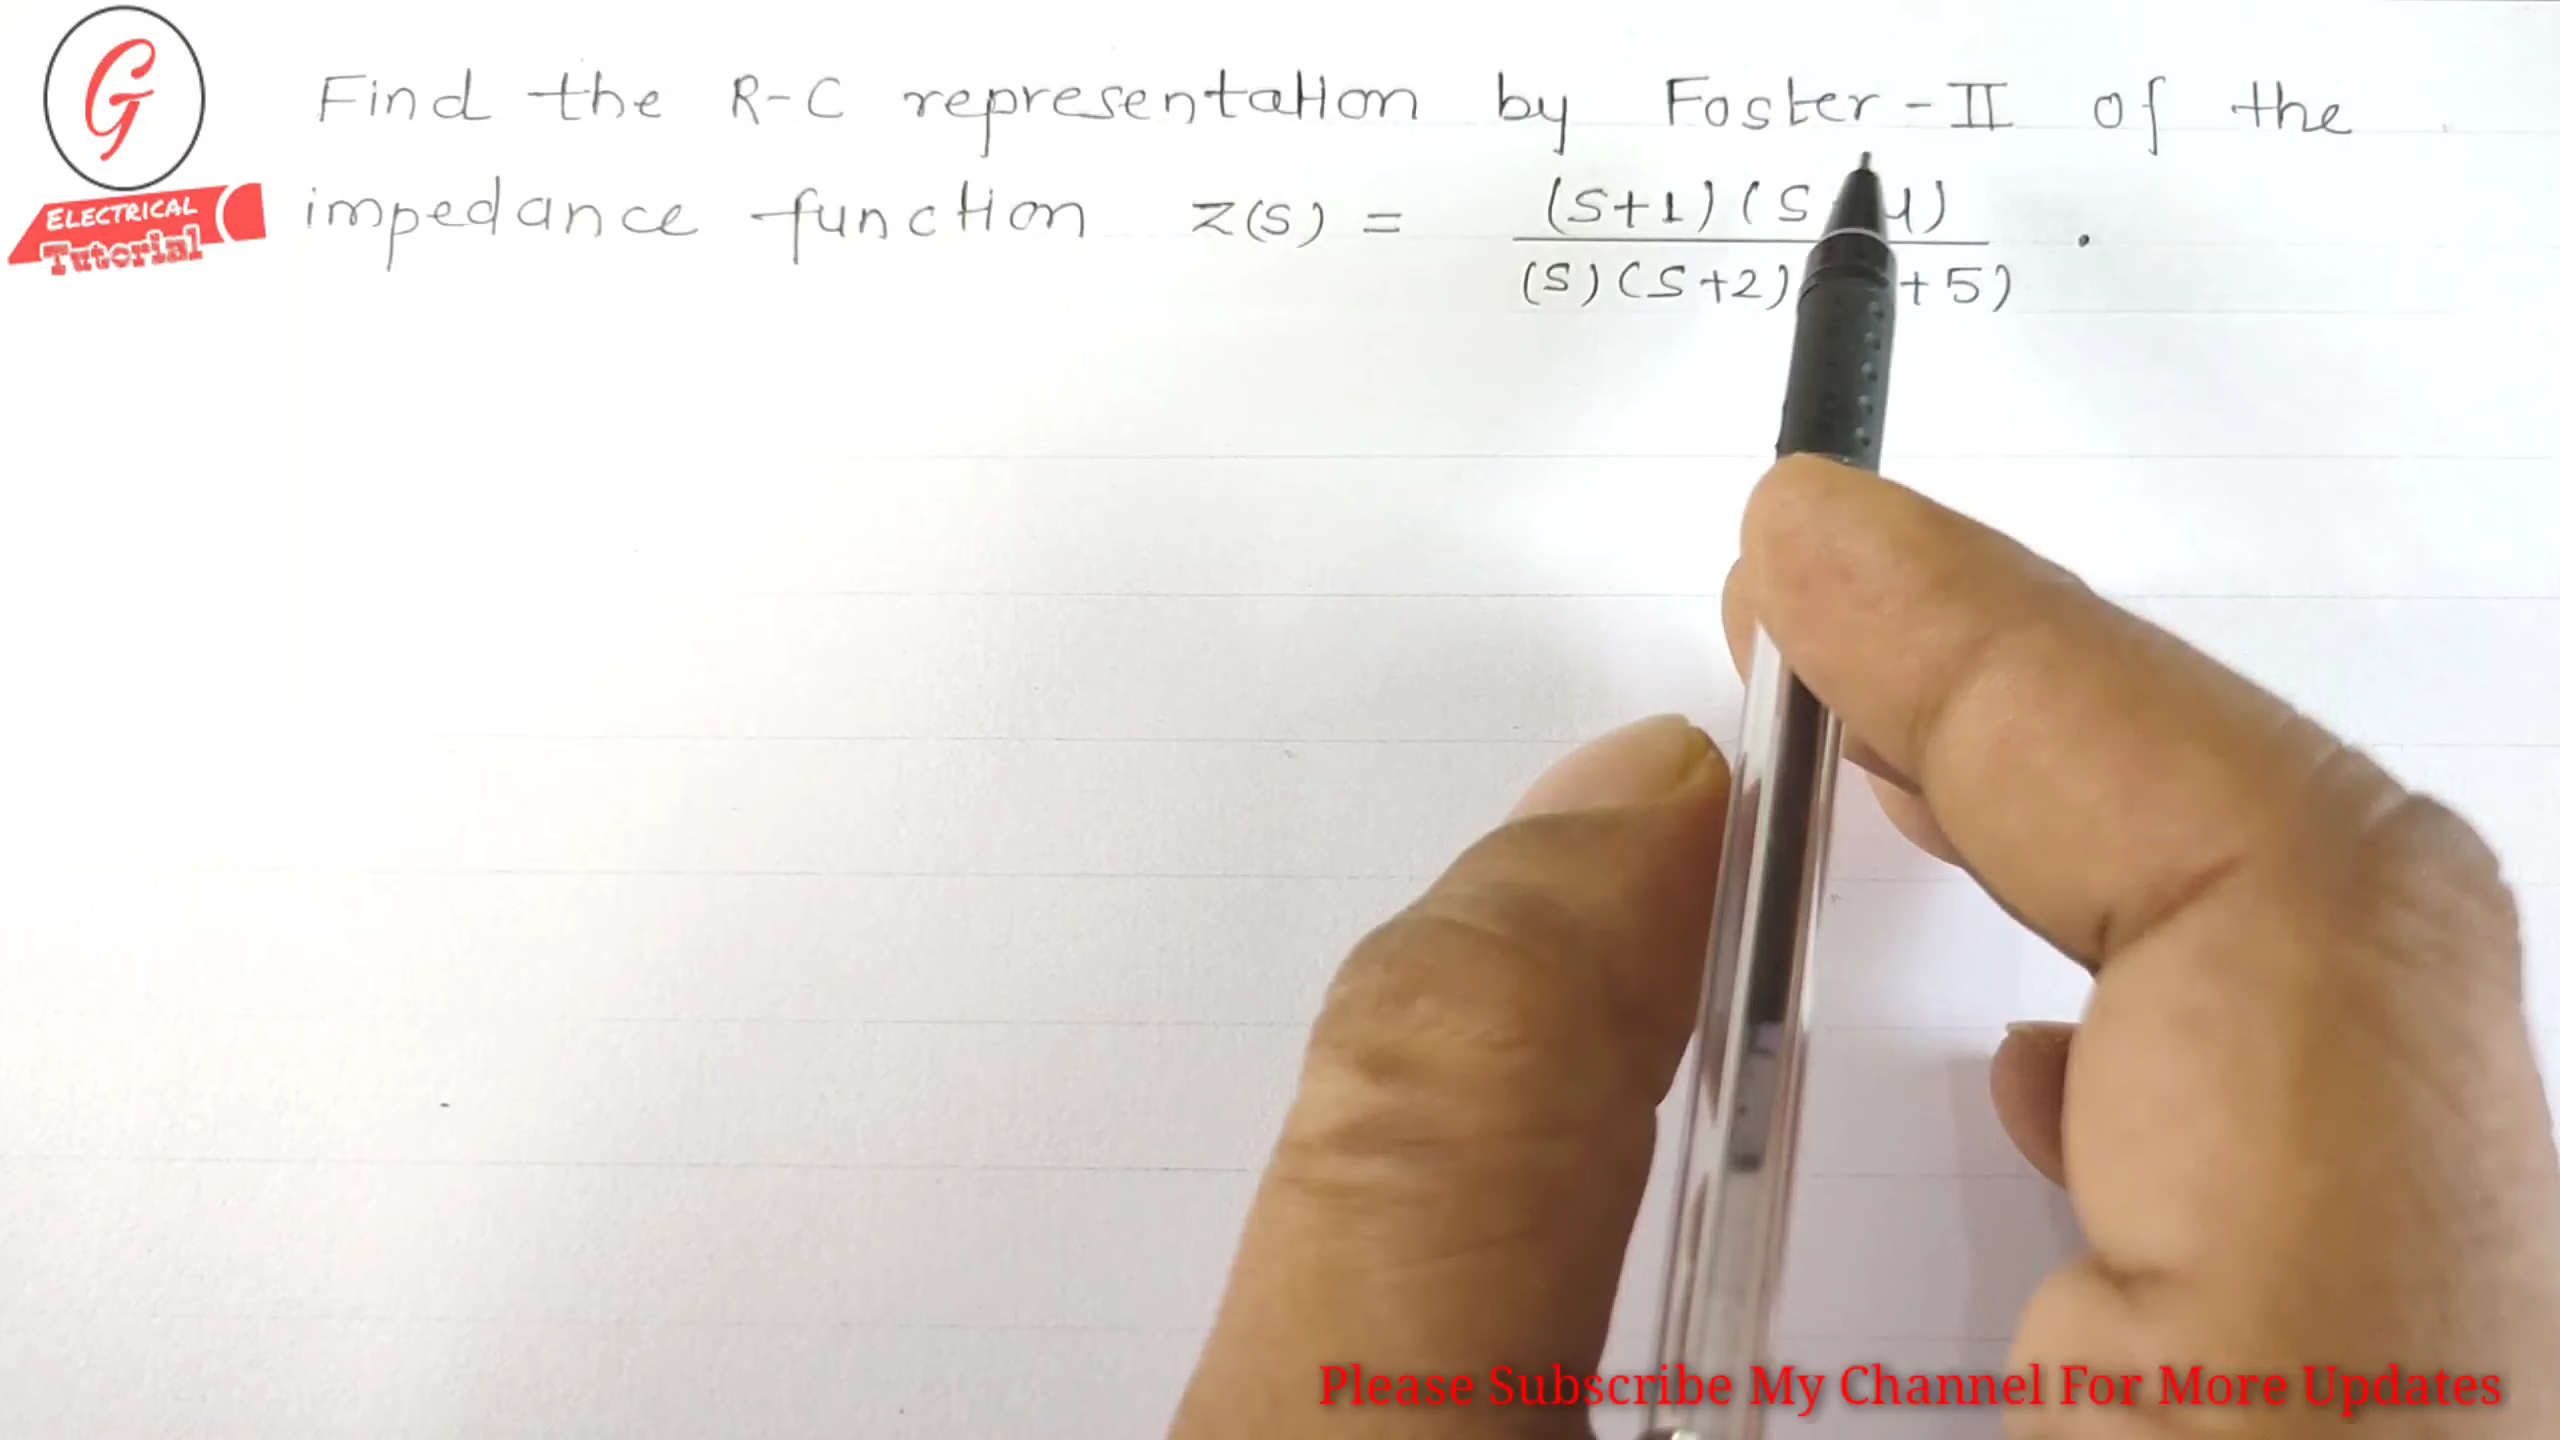 G
ELECTRICAL
Tutorial
Find the R-C representation by Foster-II of the
impedance function Z(S) = (S+1)(S 4)
(S)(S+2) +5) .
Please Subscribe My Channel For More Updates